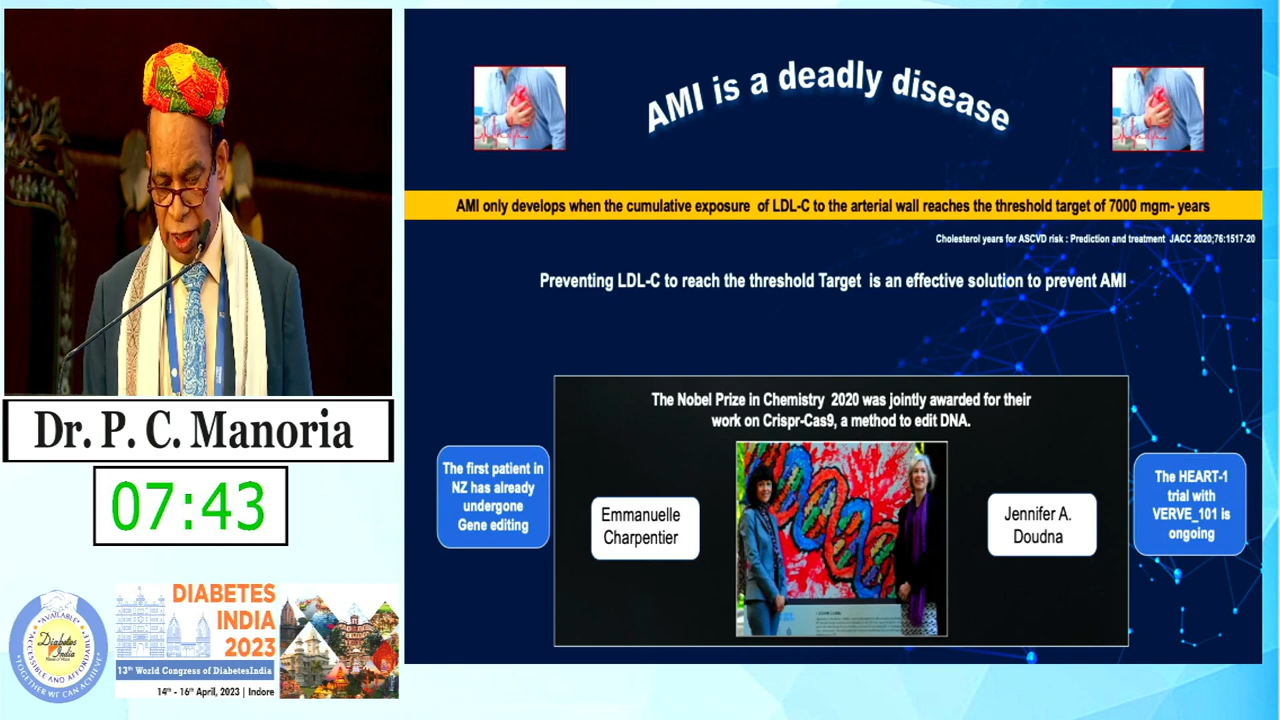 AMI is a deadly disease
AMI only develops when the cumulative exposure of LDL-C to the arterial wall reaches the threshold target of 7000 mgm- years
Cholesterol years for ASCVD risk : Prediction and treatment JACC 2020;76:1517-20
Preventing LDL-C to reach the threshold Target is an effective solution to prevent AMI
The Nobel Prize in Chemistry 2020 was jointly awarded for their
work on Crispr-Cas9, a method to edit DNA.
The first patient in
NZ has already
undergone
Gene editing
Emmanuelle
Charpentier
Jennifer A.
Doudna
The HEART-1
trial with
VERVE_101 is
ongoing
Dr. P. C. Manoria
07:43
AVAILABLE
ACCESSIBLE AND AFFORDABLE
Diabetes
India
TOGETHER WE CAN ACHIEVE
DIABETES
INDIA
2023
13th World Congress of DiabetesIndia
14th - 16th April, 2023 | Indore